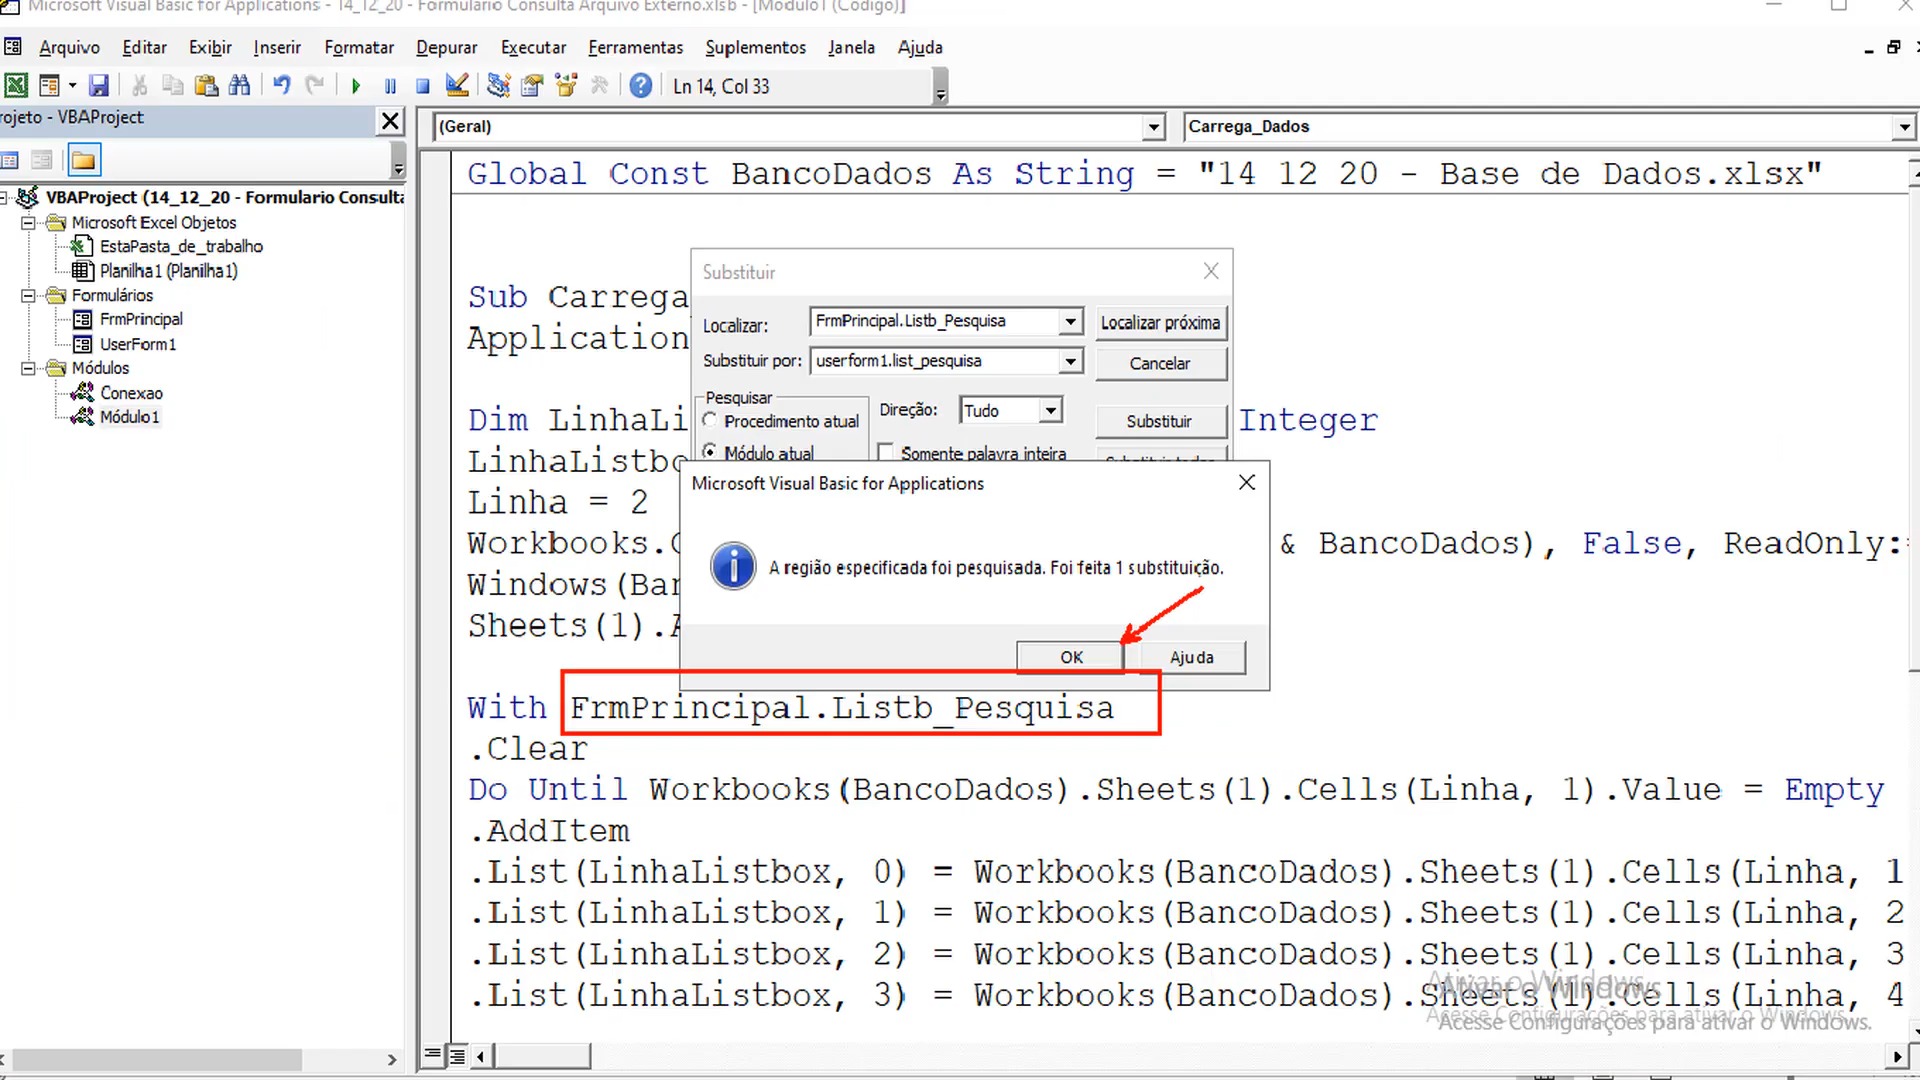 Microsoft Visual Basic for Applications - 14_12_20 - Formulario Consulta Arquivo Externo.xlsb - [Módulo1 (Código)]
Arquivo Editar Exibir Inserir Formatar Depurar Executar Ferramentas Suplementos Janela Ajuda
Ln 14, Col 33
rojeto - VBAProject
(Geral)
Carrega_Dados
VBAProject (14_12_20 - Formulario Consulta
Microsoft Excel Objetos
EstaPasta_de_trabalho
Planilha1 (Planilha1)
Formulários
FrmPrincipal
UserForm1
Módulos
Conexao
Módulo1
Global Const BancoDados As String = "14 12 20 - Base de Dados.xlsx"
Sub Carrega
Application
Dim LinhaLi
Integer
LinhaListbo
Linha = 2
Workbooks.
& BancoDados), False, ReadOnly:
Windows(Ban
Sheets(1).
Substituir
Localizar:
FrmPrincipal.Listb_Pesquisa
Localizar próxima
Substituir por:
userform1.list_pesquisa
Cancelar
Pesquisar
Procedimento atual
Módulo atual
Direção:
Tudo
Substituir
Somente palavra inteira
Microsoft Visual Basic for Applications
A região especificada foi pesquisada. Foi feita 1 substituição.
OK
Ajuda
With FrmPrincipal.Listb_Pesquisa
.Clear
Do Until Workbooks(BancoDados).Sheets(1).Cells(Linha, 1).Value = Empty
.AddItem
.List(LinhaListbox, 0) = Workbooks(BancoDados).Sheets(1).Cells(Linha, 1
.List(LinhaListbox, 1) = Workbooks(BancoDados).Sheets(1).Cells(Linha, 2
.List(LinhaListbox, 2) = Workbooks(BancoDados).Sheets(1).Cells(Linha, 3
.List(LinhaListbox, 3) = Workbooks(BancoDados).Sheets(1).Cells(Linha, 4
Ativar o Windows
Acesse Configurações para ativar o Windows.